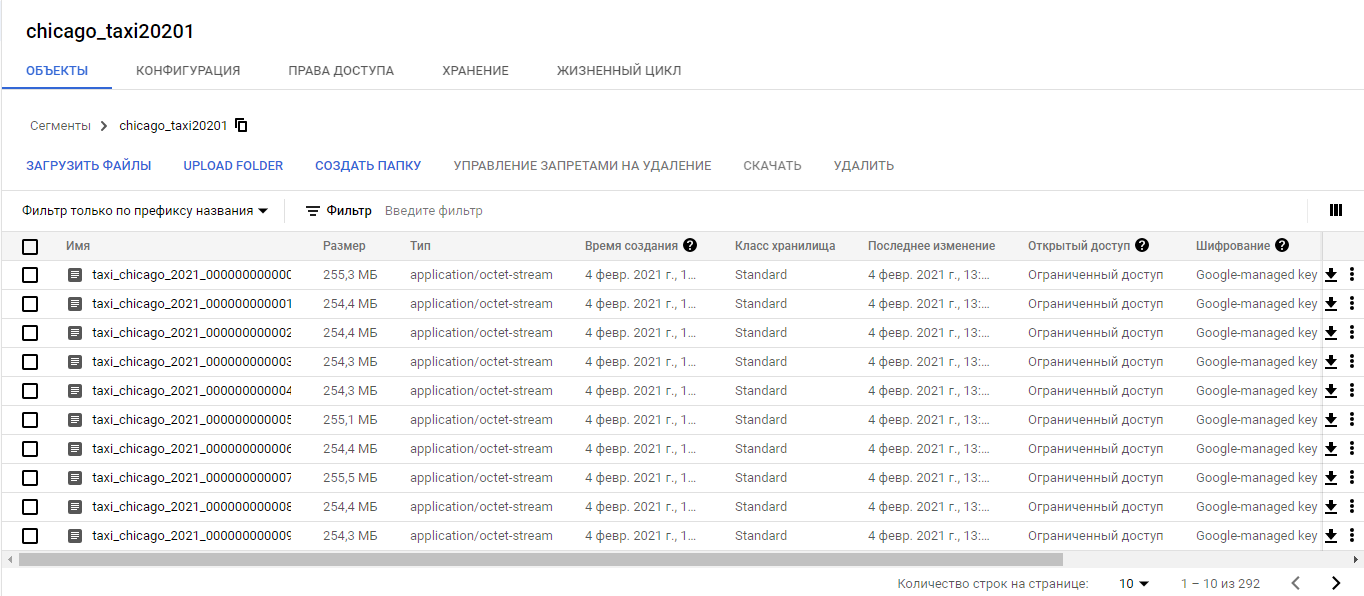 chicago_taxi20201
ОБЪЕКТЫ КОНФИГУРАЦИЯ ПРАВА ДОСТУПА ХРАНЕНИЕ ЖИЗНЕННЫЙ ЦИКЛ
Сегменты chicago_taxi20201
ЗАГРУЗИТЬ ФАЙЛЫ UPLOAD FOLDER СОЗДАТЬ ПАПКУ УПРАВЛЕНИЕ ЗАПРЕТАМИ НА УДАЛЕНИЕ СКАЧАТЬ УДАЛИТЬ
Фильтр только по префиксу названия Фильтр Введите фильтр
Имя Размер Тип Время создания Класс хранилища Последнее изменение Открытый доступ Шифрование
taxi_chicago_2021_000000000000 255,3 МБ application/octet-stream 4 февр. 2021 г., 1... Standard 4 февр. 2021 г., 13:... Ограниченный доступ Google-managed key
taxi_chicago_2021_000000000001 254,4 МБ application/octet-stream 4 февр. 2021 г., 1... Standard 4 февр. 2021 г., 13:... Ограниченный доступ Google-managed key
taxi_chicago_2021_000000000002 254,4 МБ application/octet-stream 4 февр. 2021 г., 1... Standard 4 февр. 2021 г., 13:... Ограниченный доступ Google-managed key
taxi_chicago_2021_000000000003 254,3 МБ application/octet-stream 4 февр. 2021 г., 1... Standard 4 февр. 2021 г., 13:... Ограниченный доступ Google-managed key
taxi_chicago_2021_000000000004 254,3 МБ application/octet-stream 4 февр. 2021 г., 1... Standard 4 февр. 2021 г., 13:... Ограниченный доступ Google-managed key
taxi_chicago_2021_000000000005 255,1 МБ application/octet-stream 4 февр. 2021 г., 1... Standard 4 февр. 2021 г., 13:... Ограниченный доступ Google-managed key
taxi_chicago_2021_000000000006 254,4 МБ application/octet-stream 4 февр. 2021 г., 1... Standard 4 февр. 2021 г., 13:... Ограниченный доступ Google-managed key
taxi_chicago_2021_000000000007 255,5 МБ application/octet-stream 4 февр. 2021 г., 1... Standard 4 февр. 2021 г., 13:... Ограниченный доступ Google-managed key
taxi_chicago_2021_000000000008 254,4 МБ application/octet-stream 4 февр. 2021 г., 1... Standard 4 февр. 2021 г., 13:... Ограниченный доступ Google-managed key
taxi_chicago_2021_000000000009 254,3 МБ application/octet-stream 4 февр. 2021 г., 1... Standard 4 февр. 2021 г., 13:... Ограниченный доступ Google-managed key
Количество строк на странице: 10 1 – 10 из 292